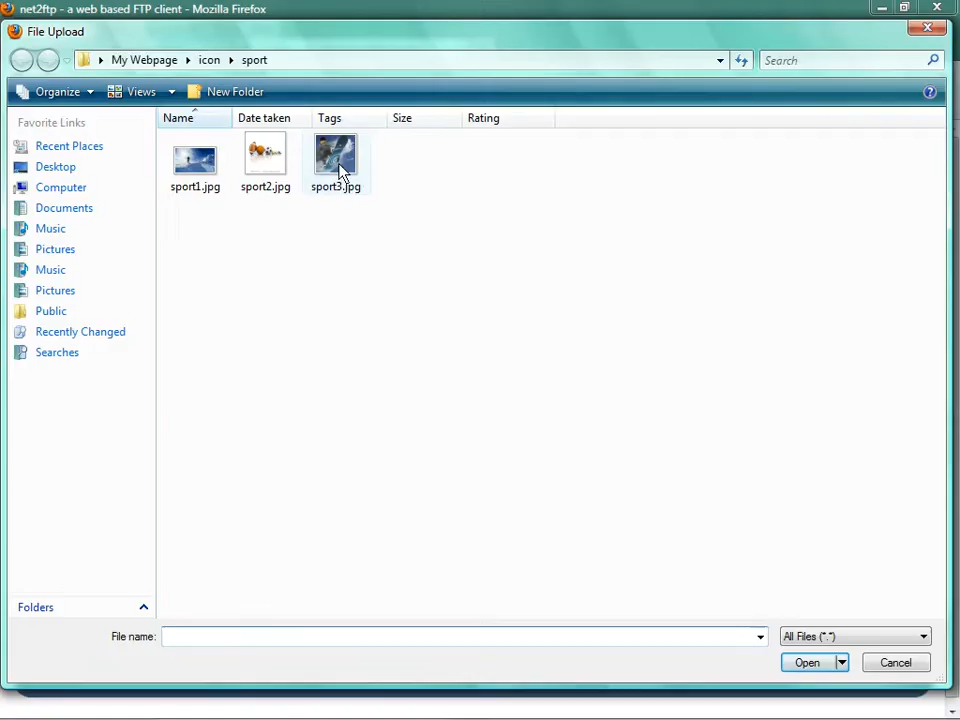 net2ftp - a web based FTP client - Mozilla Firefox
File Upload
My Webpage icon sport
Search
Organize Views New Folder
Favorite Links
Name Date taken Tags Size Rating
Recent Places
Desktop
Computer
Documents
Music
Pictures
Music
Pictures
Public
Recently Changed
Searches
sport1.jpg sport2.jpg sport3.jpg
Folders
File name:
All Files (*.*)
Open Cancel